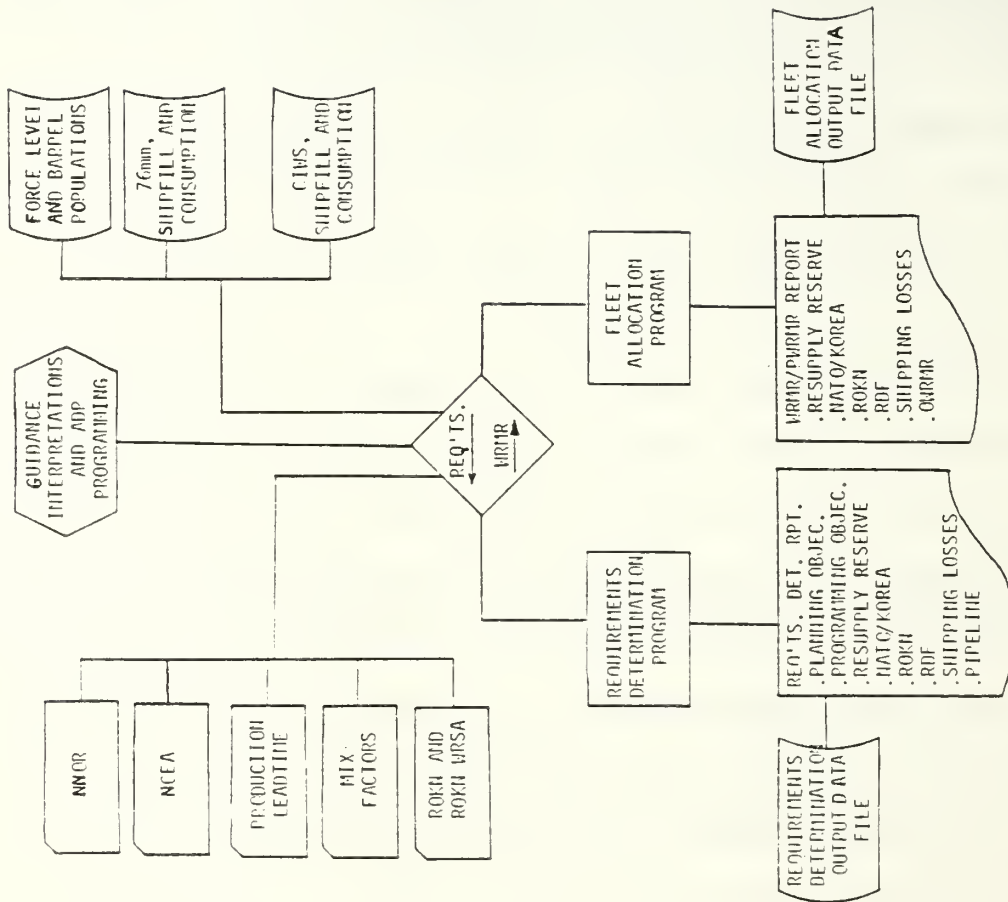 NNOR
NCEA
PRODUCTION
LEADTIME
MIX
FACTORS
ROKN AND
ROKN WRSA
GUIDANCE
INTERPRETATIONS
AND ADP
PROGRAMMING
FORCE LEVEL
AND BARREL
POPULATIONS
76mm,
SHIPFILL AND
CONSUMPTION
CIWS,
SHIPFILL AND
CONSUMPTION
REQ'TS.
WRMR
REQUIREMENTS
DETERMINATION
PROGRAM
FLEET
ALLOCATION
PROGRAM
REQUIREMENTS
DETERMINATION
OUTPUT DATA
FILE
REQ'TS. DET. RPT.
.PLANNING OBJEC.
.PROGRAMMING OBJEC.
.RESUPPLY RESERVE
.NATO/KOREA
.ROKN
.RDF
.SHIPPING LOSSES
.PIPELINE
WRMR/PWRMR REPORT
.RESUPPLY RESERVE
.NATO/KOREA
.ROKN
.RDF
.SHIPPING LOSSES
.OWRMR
FLEET
ALLOCATION
OUTPUT DATA
FILE